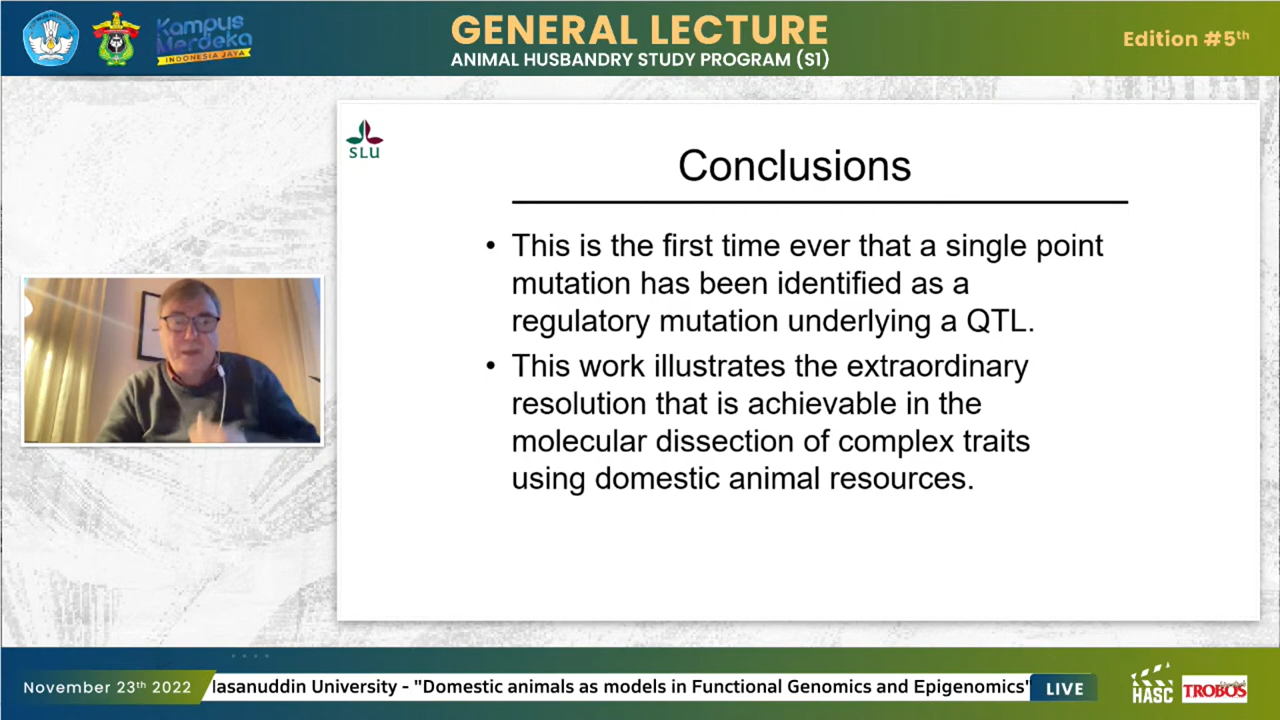 Kampus
Merdeka
INDONESIA JAYA
GENERAL LECTURE
ANIMAL HUSBANDRY STUDY PROGRAM (S1)
Edition #5th
SLU
Conclusions
• This is the first time ever that a single point
mutation has been identified as a
regulatory mutation underlying a QTL.
• This work illustrates the extraordinary
resolution that is achievable in the
molecular dissection of complex traits
using domestic animal resources.
November 23th 2022
lasanuddin University - "Domestic animals as models in Functional Genomics and Epigenomics"
LIVE
HASC
TROBOS